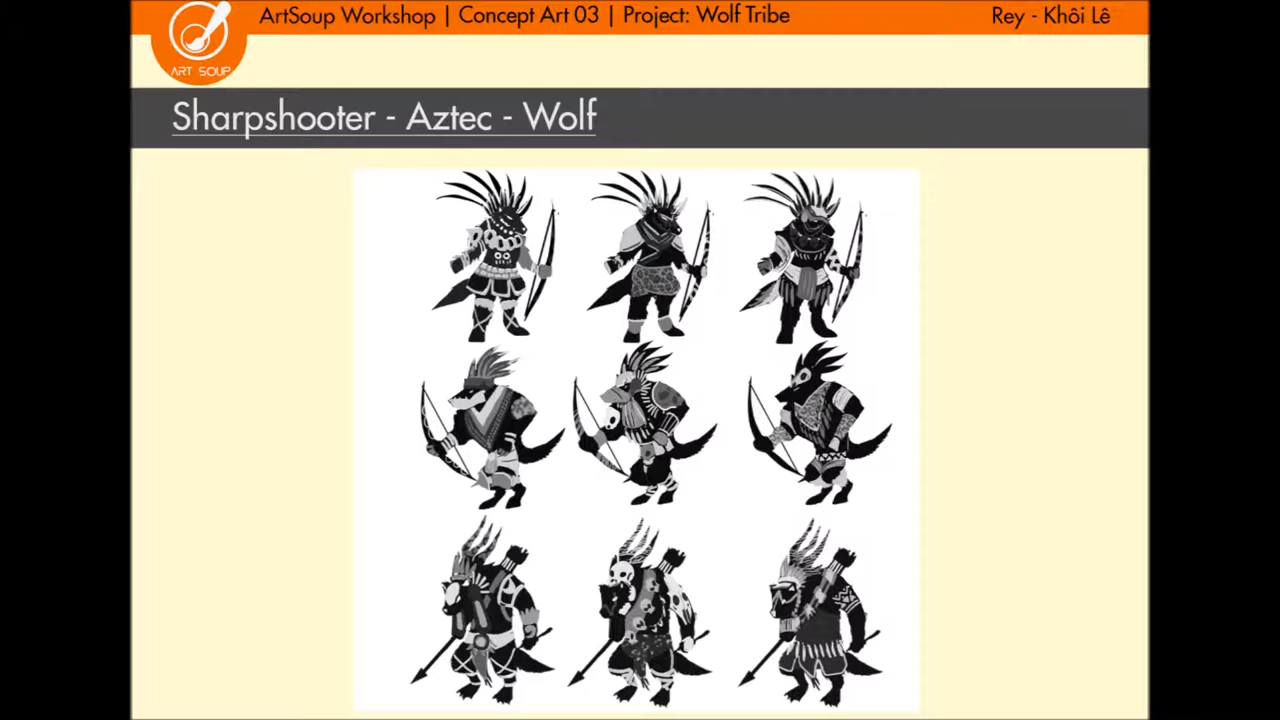 ArtSoup Workshop | Concept Art 03 | Project: Wolf Tribe
Rey - Khôi Lê
ART SOUP
Sharpshooter - Aztec - Wolf